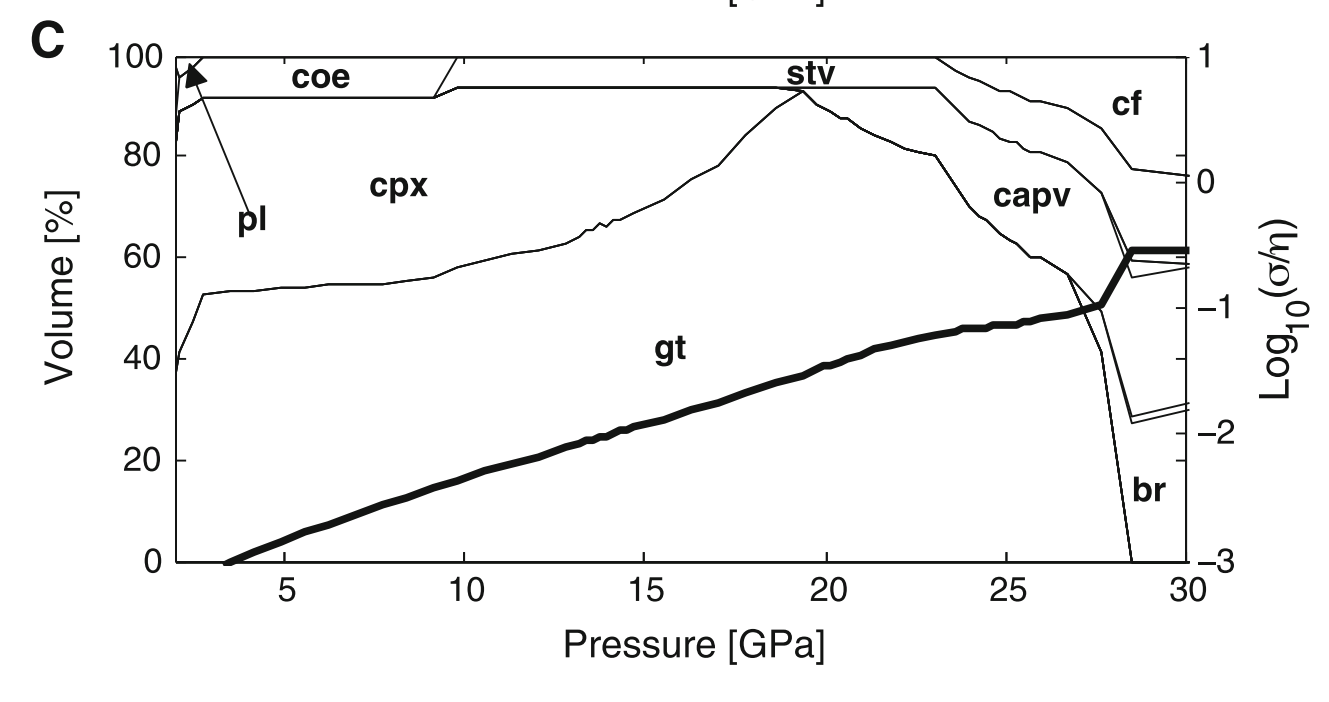 C
100
80
60
40
20
0
Volume [%]
coe
stv
cf
cpx
capv
pl
gt
br
1
0
−1
−2
−3
Log10(σ/η)
5 10 15 20 25 30
Pressure [GPa]